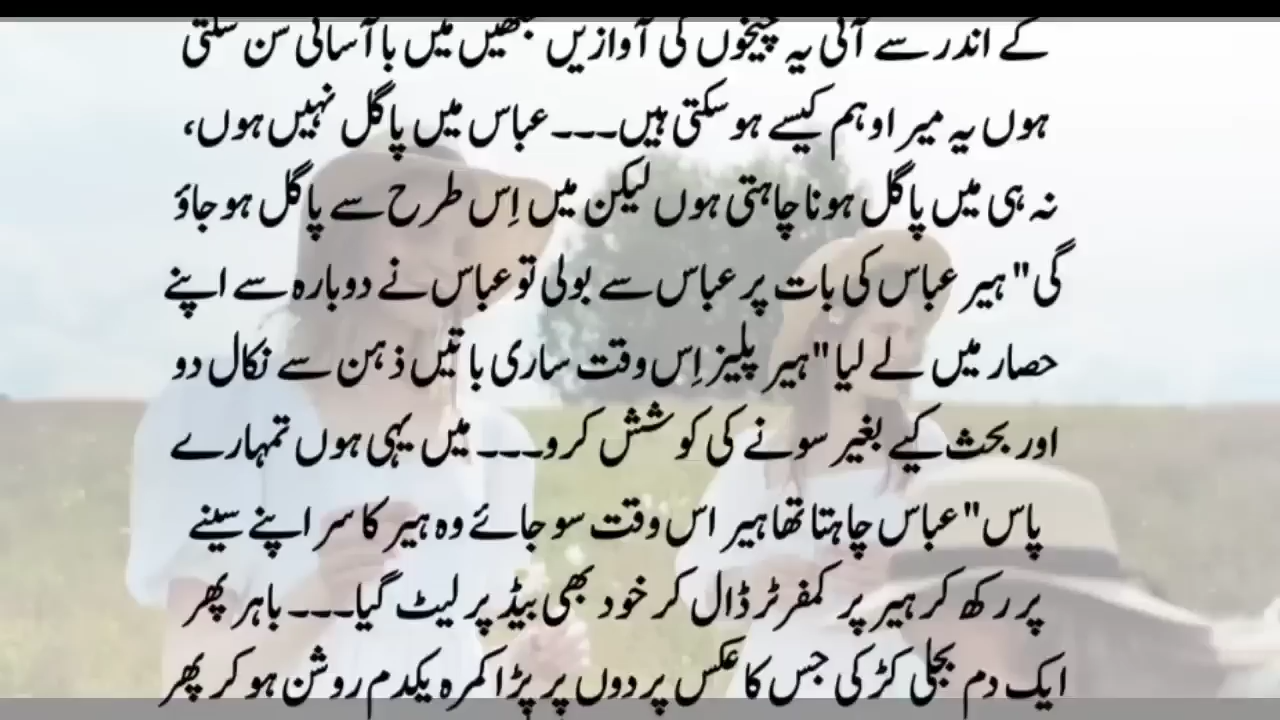 کے اندر سے آئی یہ چیخوں کی آوازیں تمھیں میں با آسانی سن سکتی
ہوں یہ میرا وہم کیسے ہو سکتی ہیں۔۔۔ عباس میں پاگل نہیں ہوں،
نہ ہی میں پاگل ہونا چاہتی ہوں لیکن میں اِس طرح سے پاگل ہو جاؤ
گی" ہیر عباس کی بات پر عباس سے بولی تو عباس نے دوبارہ سے اپنے
حصار میں لے لیا "ہیر پلیز اِس وقت ساری باتیں ذہن سے نکال دو
اور بحث کیے بغیر سونے کی کوشش کرو۔۔۔ میں یہی ہوں تمہارے
پاس" عباس چاہتا تھا ہیر اس وقت سو جائے وہ ہیر کا سر اپنے سینے
پر رکھ کر ہیر پر کمفرٹر ڈال کر خود بھی بیڈ پر لیٹ گیا۔۔۔ باہر پھر
ایک دم بجلی کڑکی جس کا عکس پردوں پر پڑا کمرہ یکدم روشن ہو کر پھر